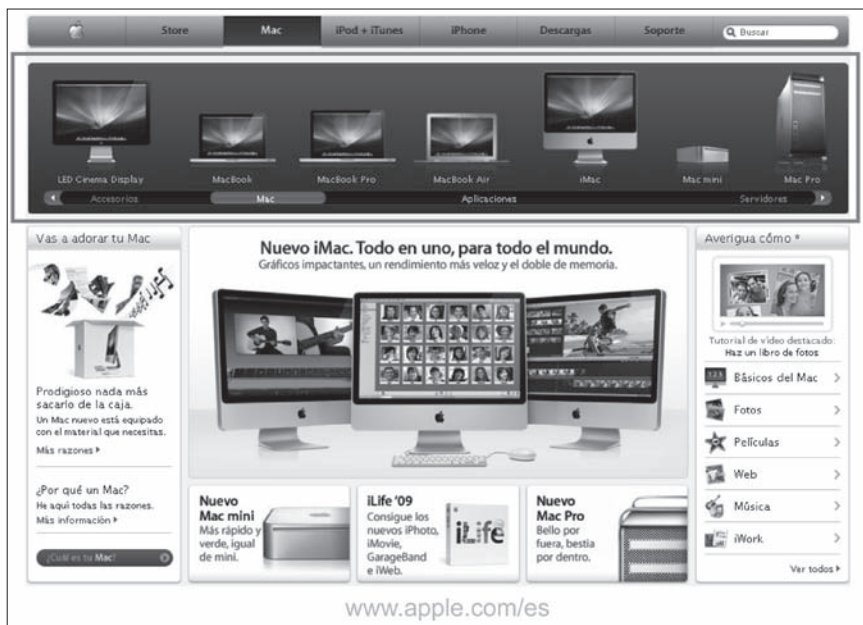 Store Mac iPod + iTunes iPhone Descargas Soporte Buscar
LED Cinema Display MacBook MacBook Pro MacBook Air iMac Mac mini Mac Pro
Accesorios Mac Aplicaciones Servidores
Vas a adorar tu Mac
Prodigioso nada más
sacarlo de la caja.
Un Mac nuevo está equipado
con el material que necesitas.
Más razones
¿Por qué un Mac?
He aquí todas las razones.
Más información
¿Cuál es tu Mac?
Nuevo iMac. Todo en uno, para todo el mundo.
Gráficos impactantes, un rendimiento más veloz y el doble de memoria.
Nuevo
Mac mini
Más rápido y
verde, igual
de mini.
iLife '09
Consigue los
nuevos iPhoto,
iMovie,
GarageBand
e iWeb.
iLife
Nuevo
Mac Pro
Bello por
fuera, bestia
por dentro.
Averigua cómo *
Tutorial de vídeo destacado:
Haz un libro de fotos
Básicos del Mac
Fotos
Películas
Web
Música
iWork
Ver todos
www.apple.com/es